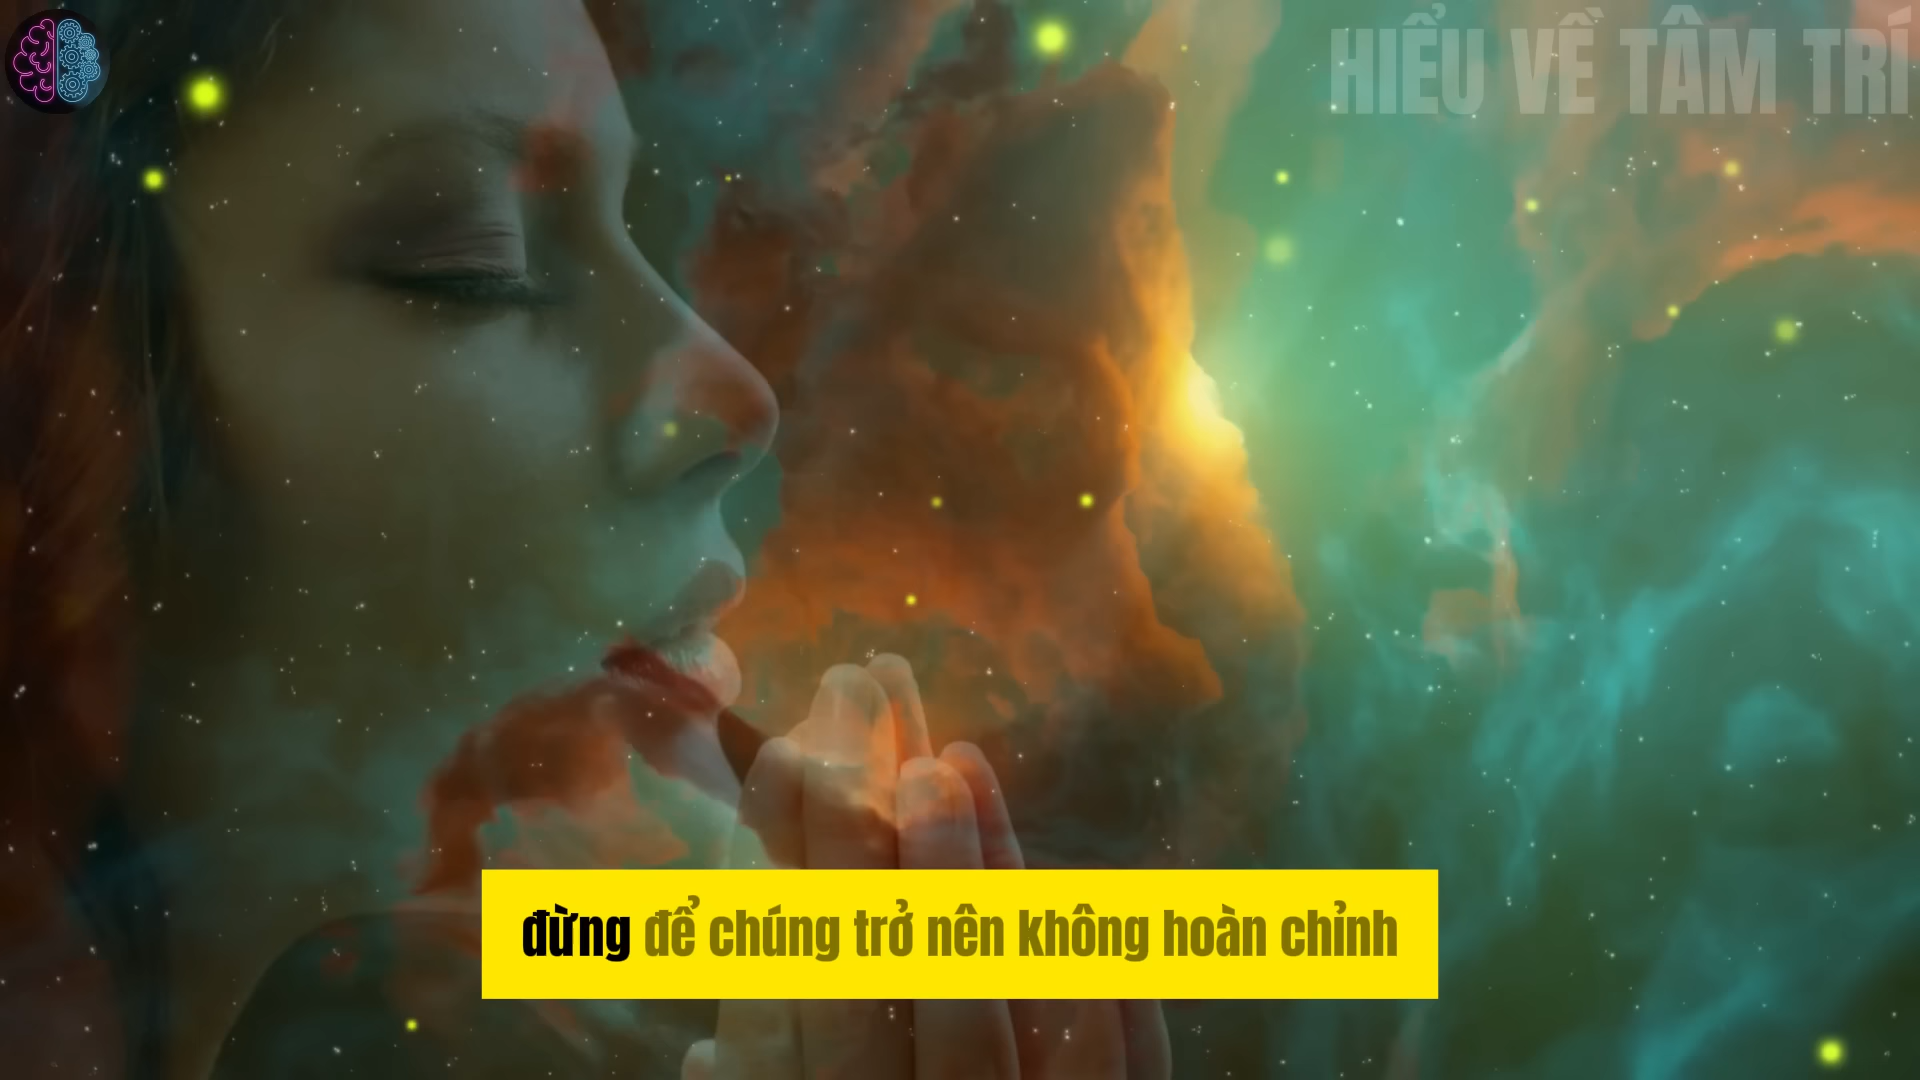 HIỂU VỀ TÂM TRÍ
đừng để chúng trở nên không hoàn chỉnh